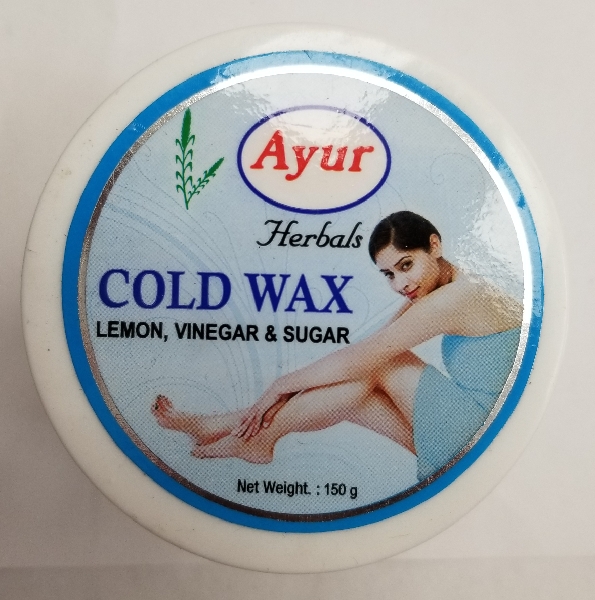 Ayur
Herbals
COLD WAX
LEMON, VINEGAR & SUGAR
Net Weight. : 150 g